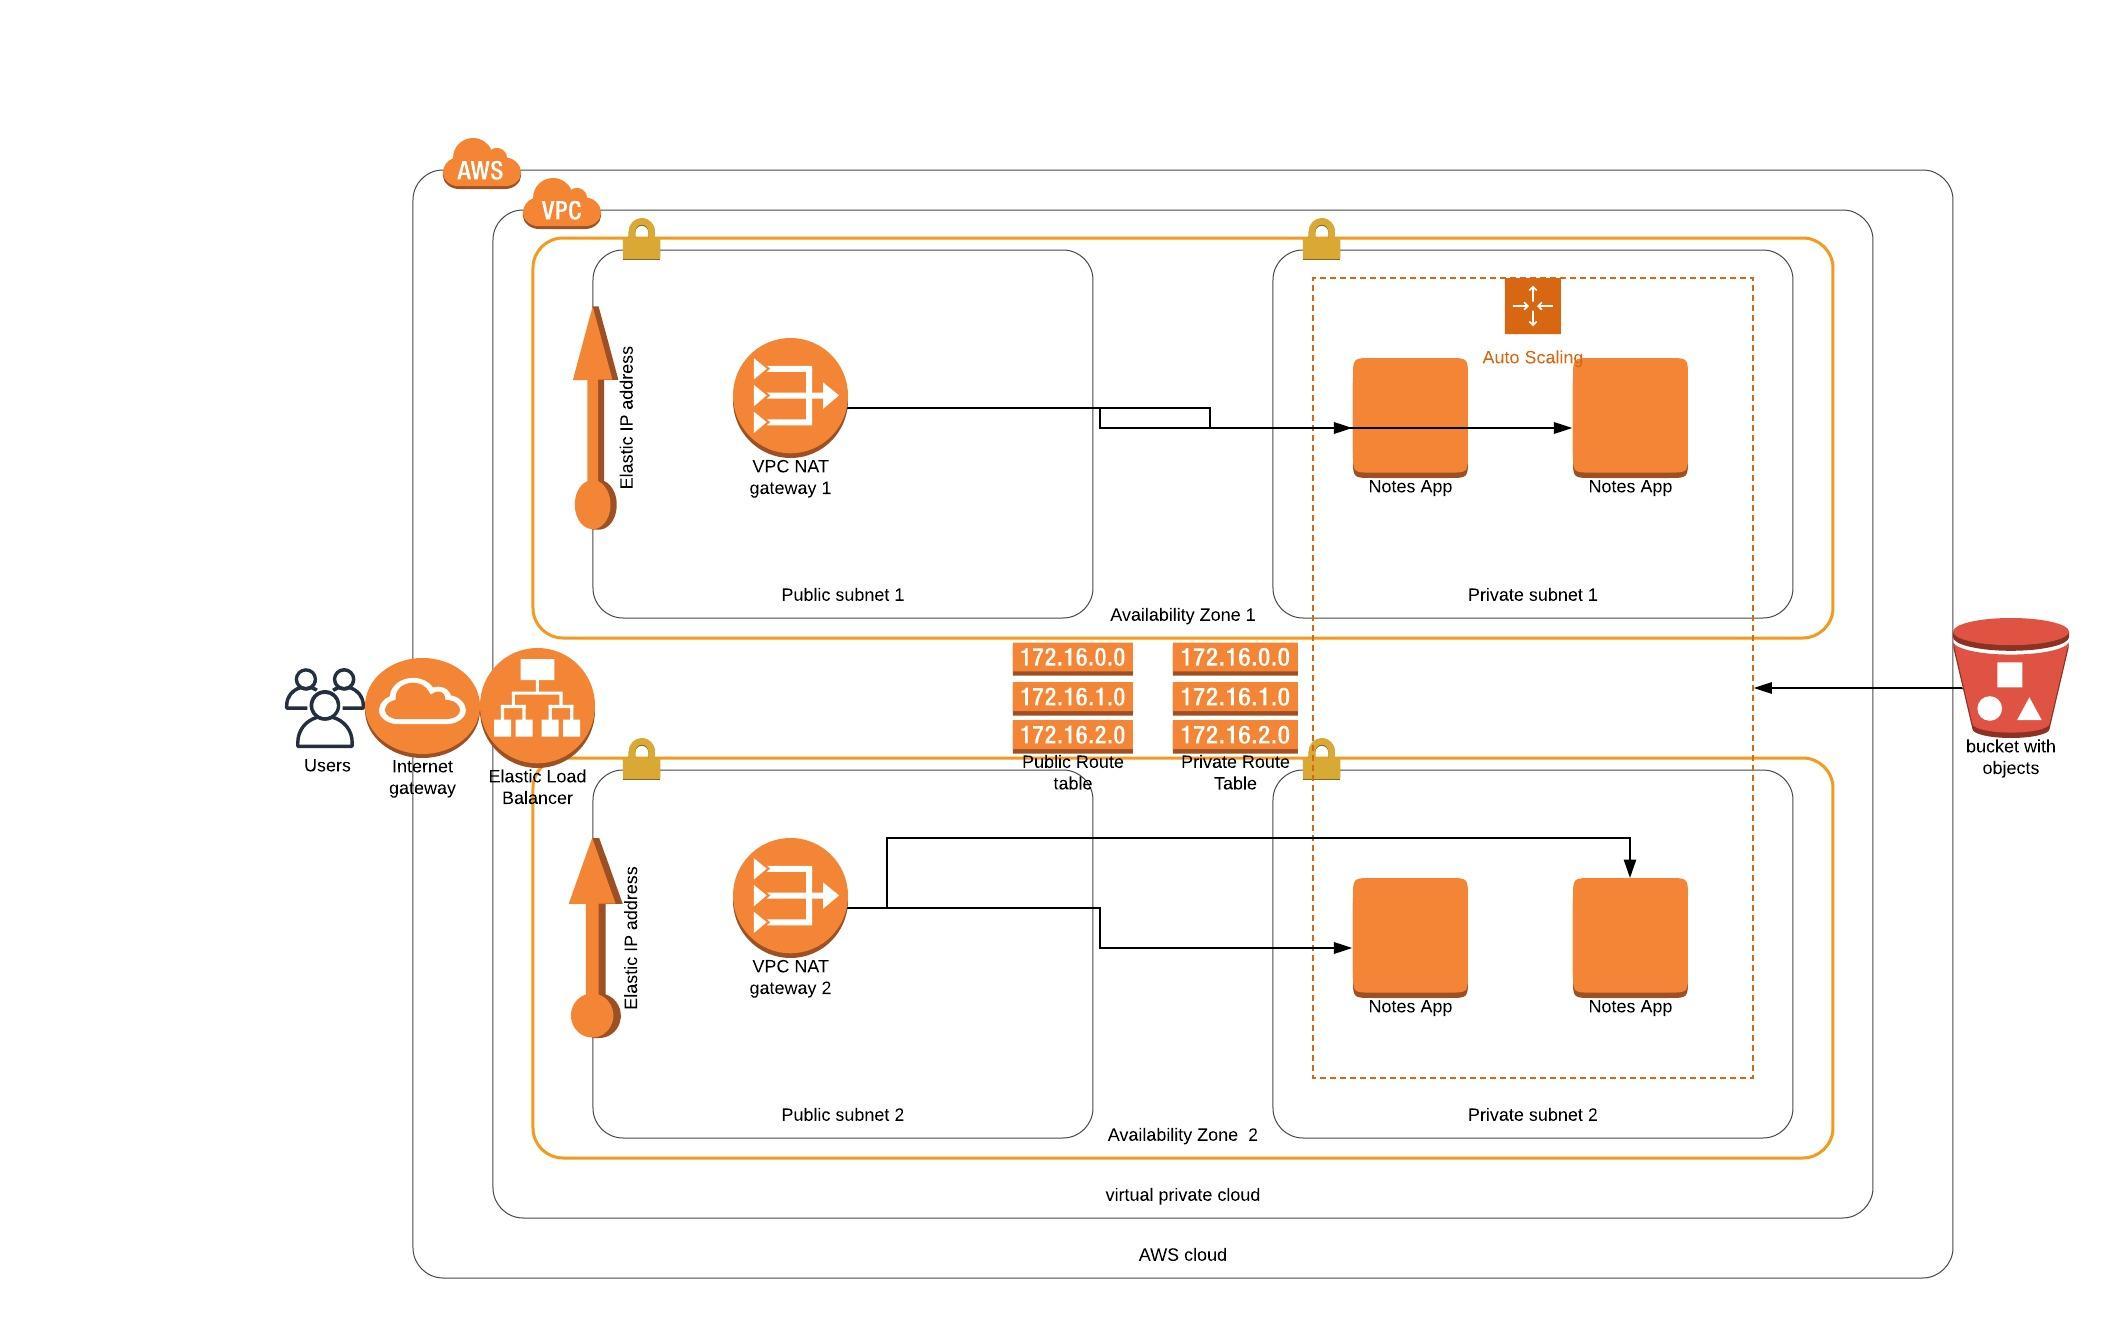 AWS
VPC
Elastic IP address
VPC NAT
gateway 1
Auto Scaling
Notes App
Notes App
Public subnet 1
Private subnet 1
Availability Zone 1
172.16.0.0
172.16.1.0
172.16.2.0
Public Route
table
172.16.0.0
172.16.1.0
172.16.2.0
Private Route
Table
Users
Internet
gateway
Elastic Load
Balancer
bucket with
objects
Elastic IP address
VPC NAT
gateway 2
Notes App
Notes App
Public subnet 2
Private subnet 2
Availability Zone  2
virtual private cloud
AWS cloud